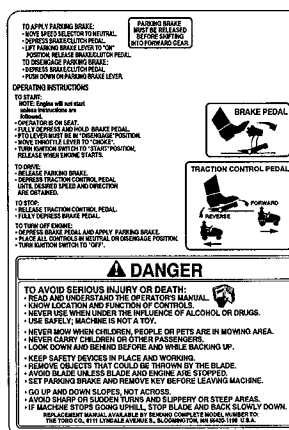 TO APPLY PARKING BRAKE:
• MOVE SPEED SELECTOR TO NEUTRAL.
• DEPRESS BRAKE/CLUTCH PEDAL.
• LIFT PARKING BRAKE LEVER TO "ON"
POSITION, RELEASE BRAKE/CLUTCH PEDAL.
TO DISENGAGE PARKING BRAKE:
• DEPRESS BRAKE/CLUTCH PEDAL.
• PUSH DOWN ON PARKING BRAKE LEVER.
PARKING BRAKE
MUST BE RELEASED
BEFORE SHIFTING
INTO FORWARD GEAR.
OPERATING INSTRUCTIONS
TO START:
NOTE: Engine will not start
unless instructions are
followed.
• OPERATOR IS ON SEAT.
• FULLY DEPRESS AND HOLD BRAKE PEDAL.
• PTO LEVER MUST BE IN "DISENGAGE" POSITION.
• MOVE THROTTLE LEVER TO "CHOKE".
• TURN IGNITION SWITCH TO "START" POSITION,
RELEASE WHEN ENGINE STARTS.
TO DRIVE:
• RELEASE PARKING BRAKE.
• DEPRESS TRACTION CONTROL PEDAL
UNTIL DESIRED SPEED AND DIRECTION
ARE OBTAINED.
TO STOP:
• RELEASE TRACTION CONTROL PEDAL.
• FULLY DEPRESS BRAKE PEDAL.
TO TURN OFF ENGINE:
• DEPRESS BRAKE PEDAL AND APPLY PARKING BRAKE.
• PLACE ALL CONTROLS IN NEUTRAL OR DISENGAGE POSITION.
• TURN IGNITION SWITCH TO "OFF".
BRAKE PEDAL
TRACTION CONTROL PEDAL
FORWARD
REVERSE
DANGER
TO AVOID SERIOUS INJURY OR DEATH:
• READ AND UNDERSTAND THE OPERATOR'S MANUAL.
• KNOW LOCATION AND FUNCTION OF CONTROLS.
• NEVER USE WHEN UNDER THE INFLUENCE OF ALCOHOL OR DRUGS.
• USE SAFELY; MACHINE IS NOT A TOY.
• NEVER MOW WHEN CHILDREN, PEOPLE OR PETS ARE IN MOWING AREA.
• NEVER CARRY CHILDREN OR OTHER PASSENGERS.
• LOOK DOWN AND BEHIND BEFORE AND WHILE BACKING UP.
• KEEP SAFETY DEVICES IN PLACE AND WORKING.
• REMOVE OBJECTS THAT COULD BE THROWN BY THE BLADE.
• AVOID BLADE UNLESS BLADE AND ENGINE ARE STOPPED.
• SET PARKING BRAKE AND REMOVE KEY BEFORE LEAVING MACHINE.
• GO UP AND DOWN SLOPES, NOT ACROSS.
• AVOID SHARP OR SUDDEN TURNS AND SLIPPERY OR STEEP AREAS.
• IF MACHINE STOPS GOING UPHILL, STOP BLADE AND BACK SLOWLY DOWN.
REPLACEMENT MANUAL AVAILABLE BY SENDING COMPLETE MODEL NUMBER TO:
THE TORO CO., 8111 LYNDALE AVENUE S., BLOOMINGTON, MN 55420-1196 U.S.A.